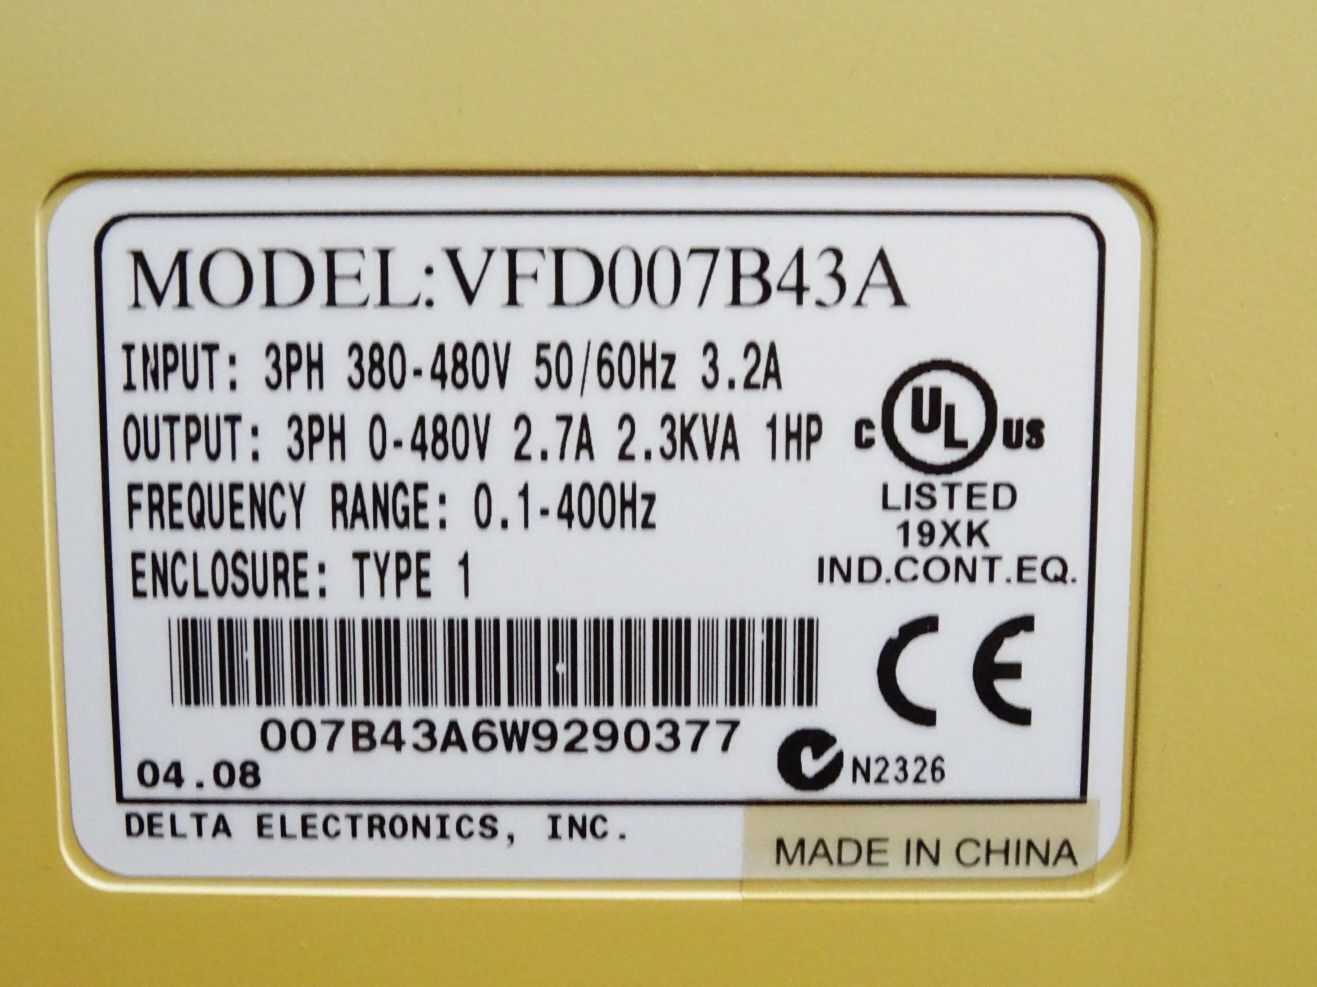 MODEL:VFD007B43A
INPUT: 3PH 380-480V 50/60Hz 3.2A
OUTPUT: 3PH 0-480V 2.7A 2.3KVA 1HP
FREQUENCY RANGE: 0.1-400Hz
ENCLOSURE: TYPE 1
C UL US
LISTED
19XK
IND.CONT.EQ.
CE
007B43A6W9290377
04.08
N2326
DELTA ELECTRONICS, INC.
MADE IN CHINA